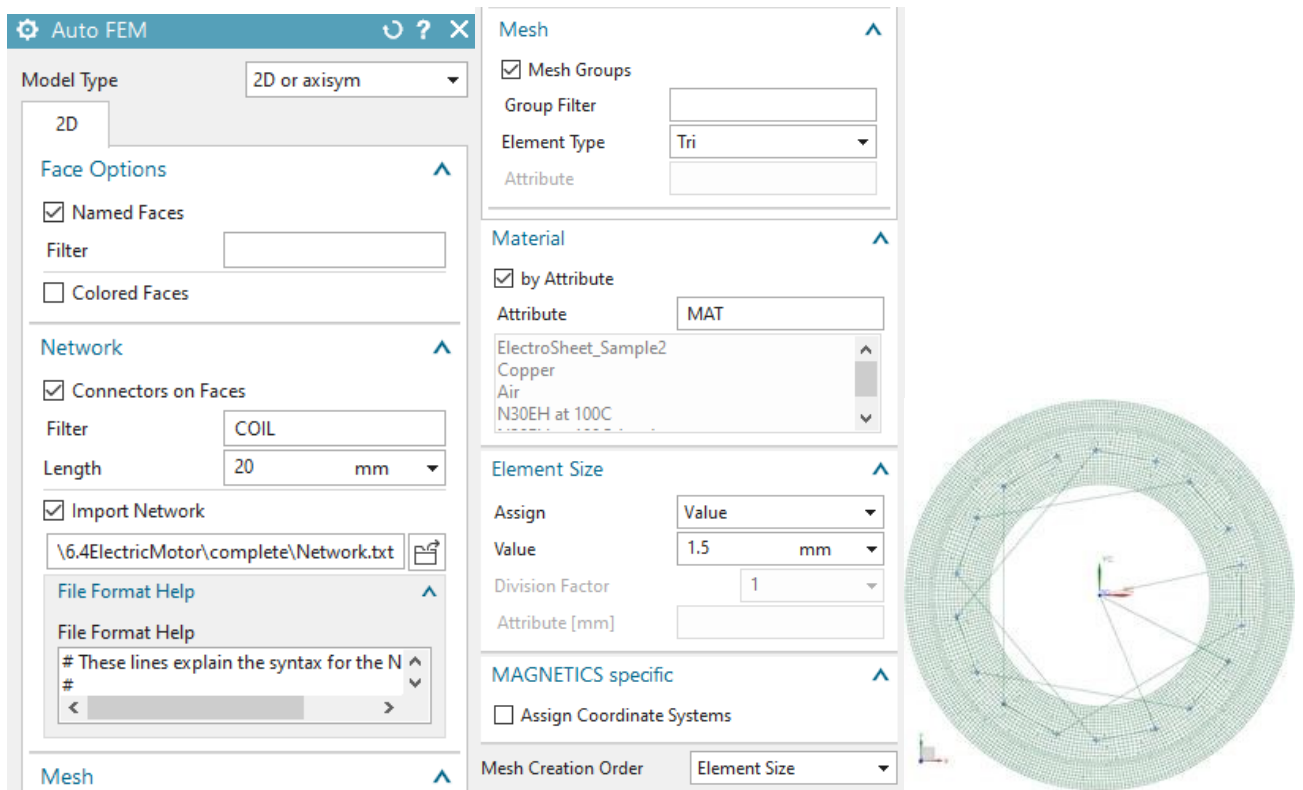 Auto FEM
Model Type 2D or axisym
2D
Face Options
Named Faces
Filter
Colored Faces
Network
Connectors on Faces
Filter COIL
Length 20 mm
Import Network
\6.4ElectricMotor\complete\Network.txt
File Format Help
File Format Help
# These lines explain the syntax for the N
#
Mesh
Mesh
Mesh Groups
Group Filter
Element Type Tri
Attribute
Material
by Attribute
Attribute MAT
ElectroSheet_Sample2
Copper
Air
N30EH at 100C
Element Size
Assign Value
Value 1.5 mm
Division Factor 1
Attribute [mm]
MAGNETICS specific
Assign Coordinate Systems
Mesh Creation Order Element Size